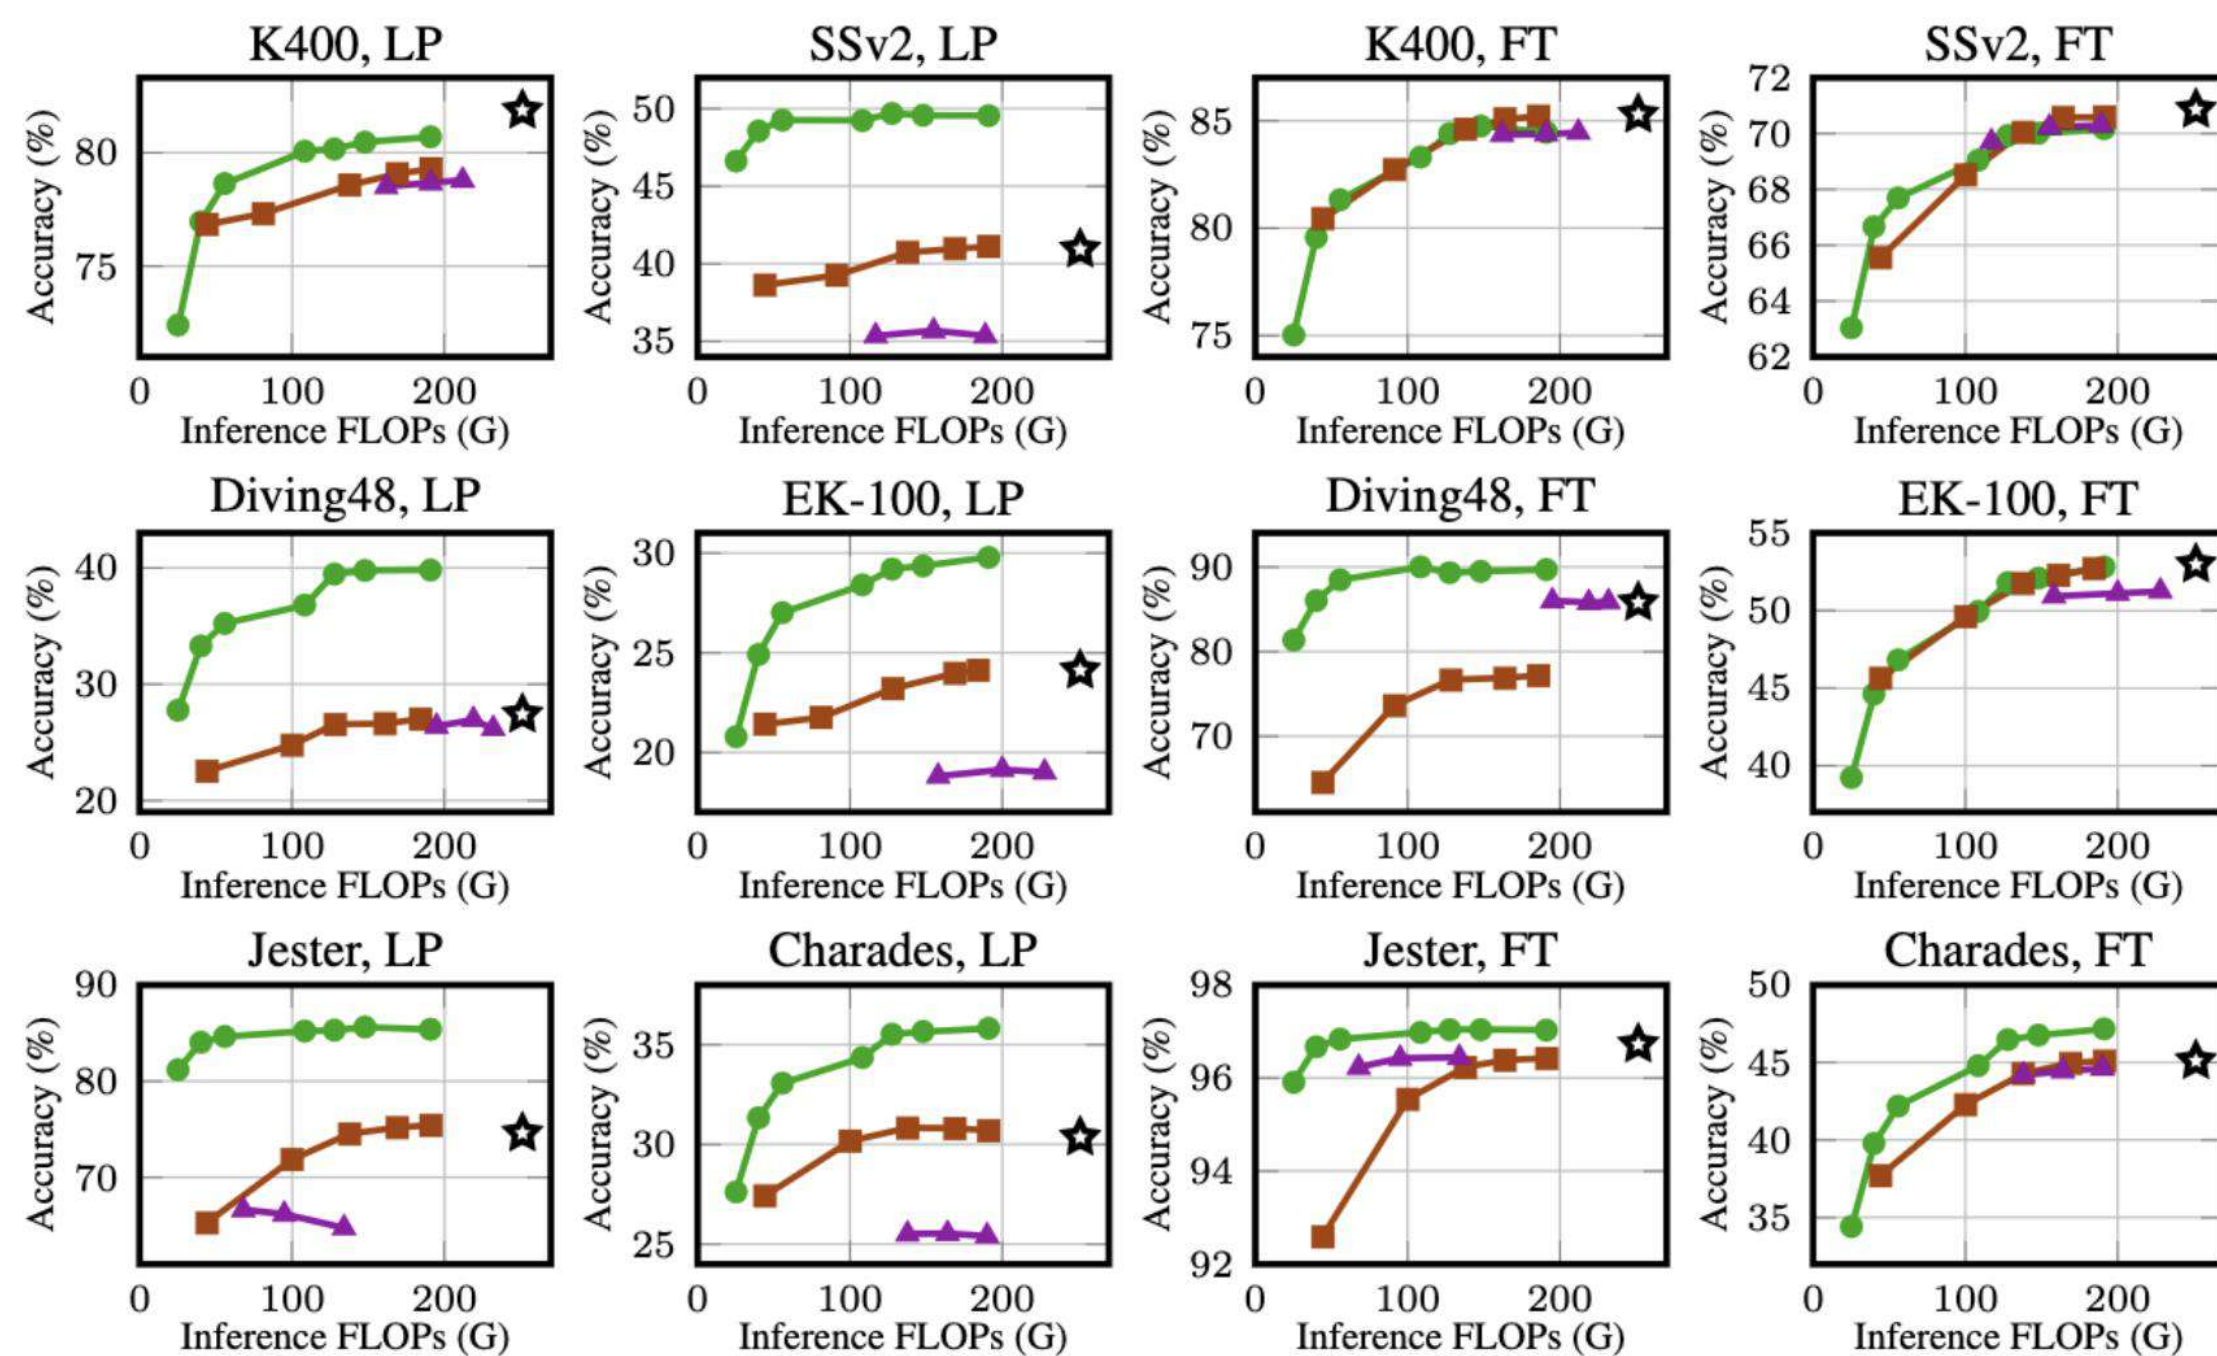 K400, LP
Accuracy (%)
80
75
0 100 200
Inference FLOPs (G)
SSv2, LP
Accuracy (%)
50
45
40
35
0 100 200
Inference FLOPs (G)
K400, FT
Accuracy (%)
85
80
75
0 100 200
Inference FLOPs (G)
SSv2, FT
Accuracy (%)
72
70
68
66
64
62
0 100 200
Inference FLOPs (G)
Diving48, LP
Accuracy (%)
40
30
20
0 100 200
Inference FLOPs (G)
EK-100, LP
Accuracy (%)
30
25
20
0 100 200
Inference FLOPs (G)
Diving48, FT
Accuracy (%)
90
80
70
0 100 200
Inference FLOPs (G)
EK-100, FT
Accuracy (%)
55
50
45
40
0 100 200
Inference FLOPs (G)
Jester, LP
Accuracy (%)
90
80
70
0 100 200
Inference FLOPs (G)
Charades, LP
Accuracy (%)
35
30
25
0 100 200
Inference FLOPs (G)
Jester, FT
Accuracy (%)
98
96
94
92
0 100 200
Inference FLOPs (G)
Charades, FT
Accuracy (%)
50
45
40
35
0 100 200
Inference FLOPs (G)